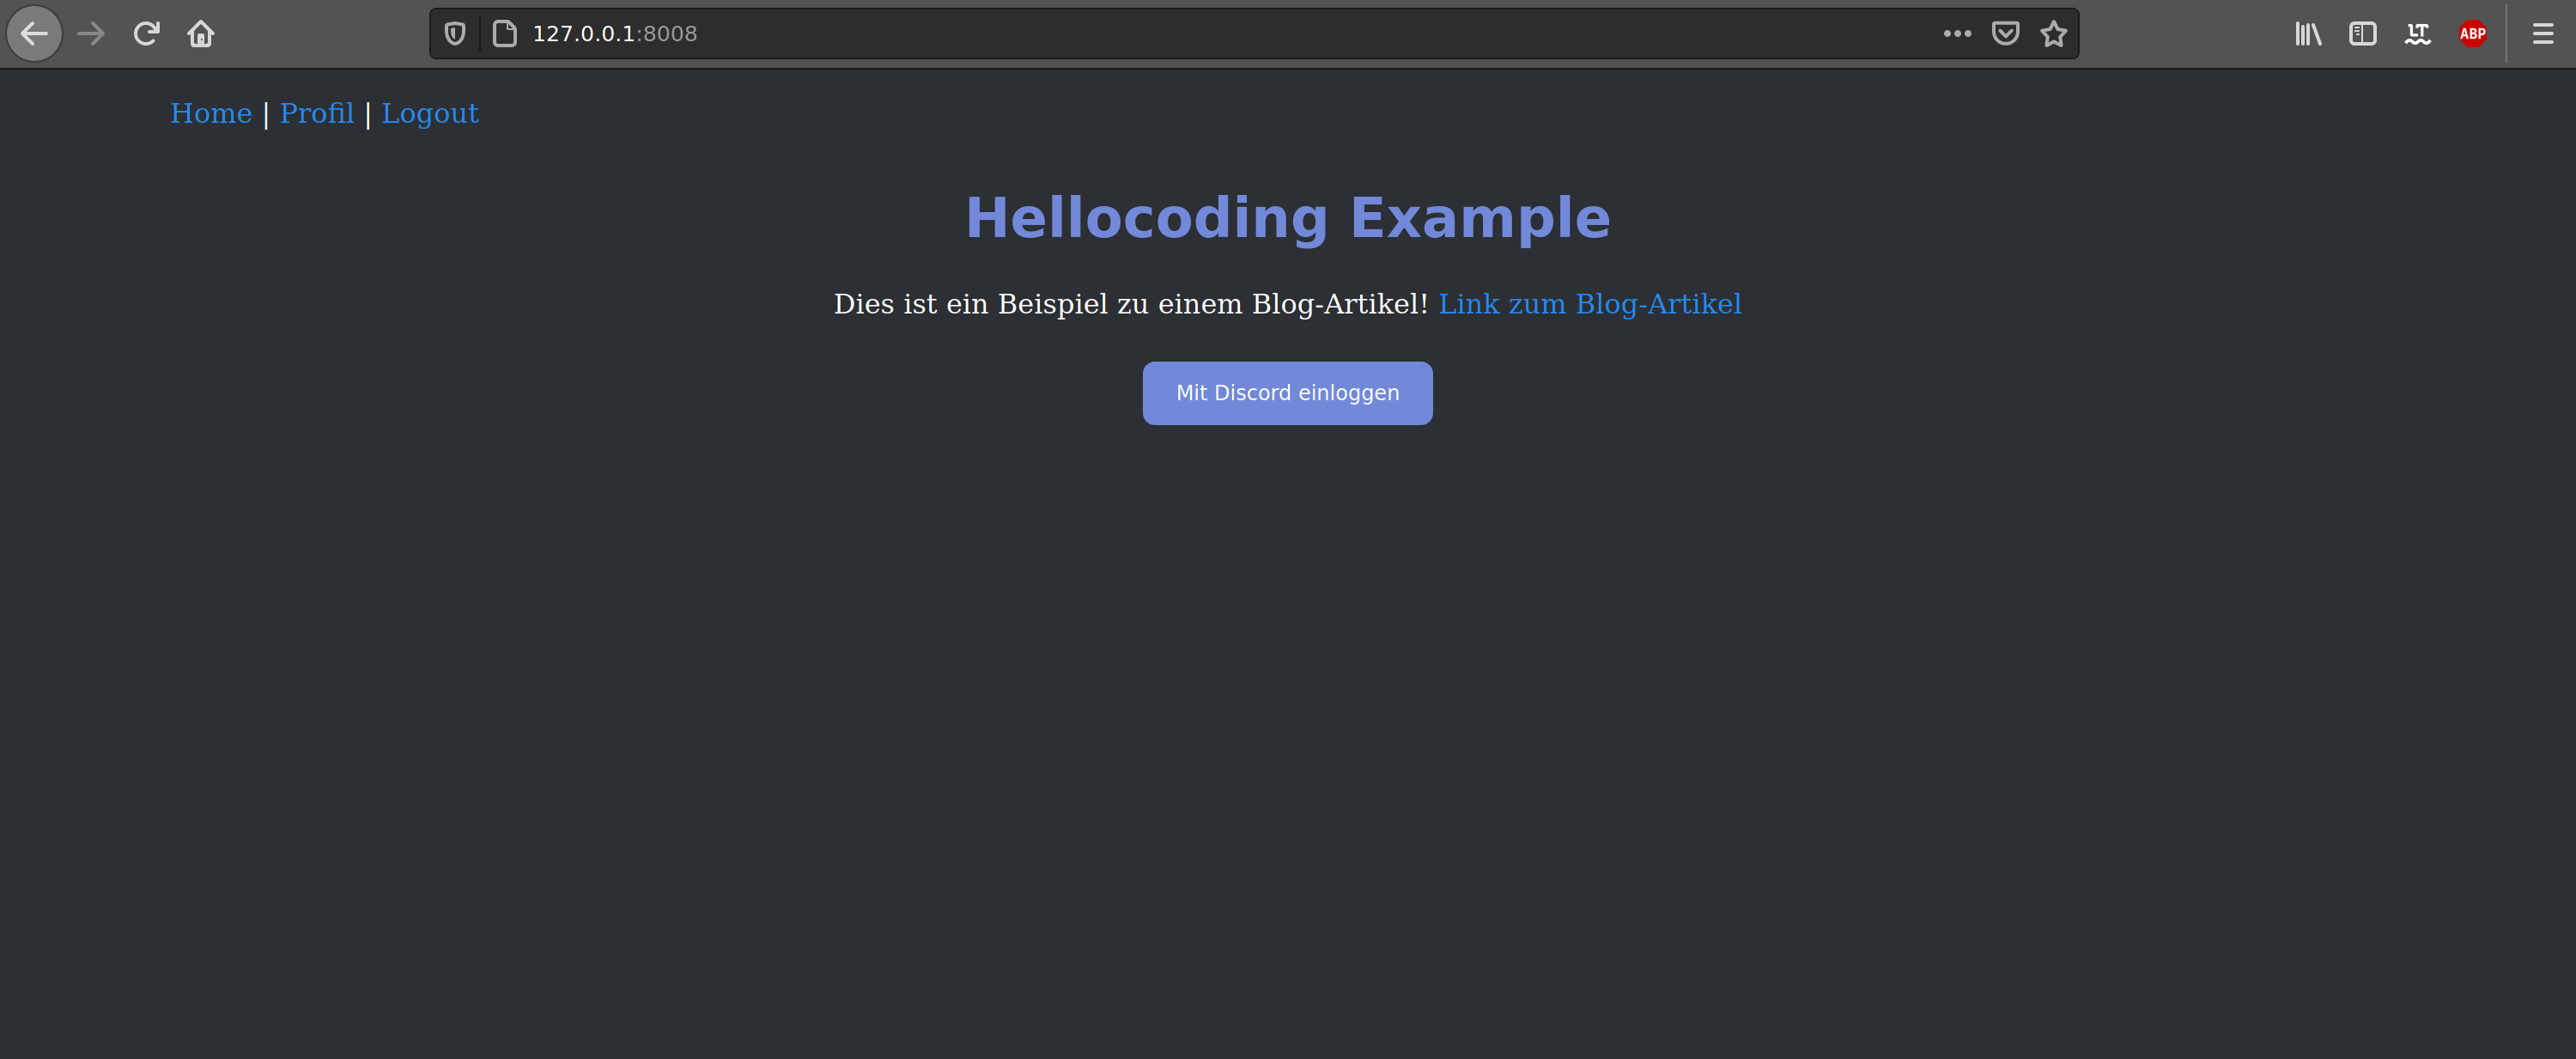 127.0.0.1:8008
ABP
Home | Profil | Logout
Hellocoding Example
Dies ist ein Beispiel zu einem Blog-Artikel! Link zum Blog-Artikel
Mit Discord einloggen